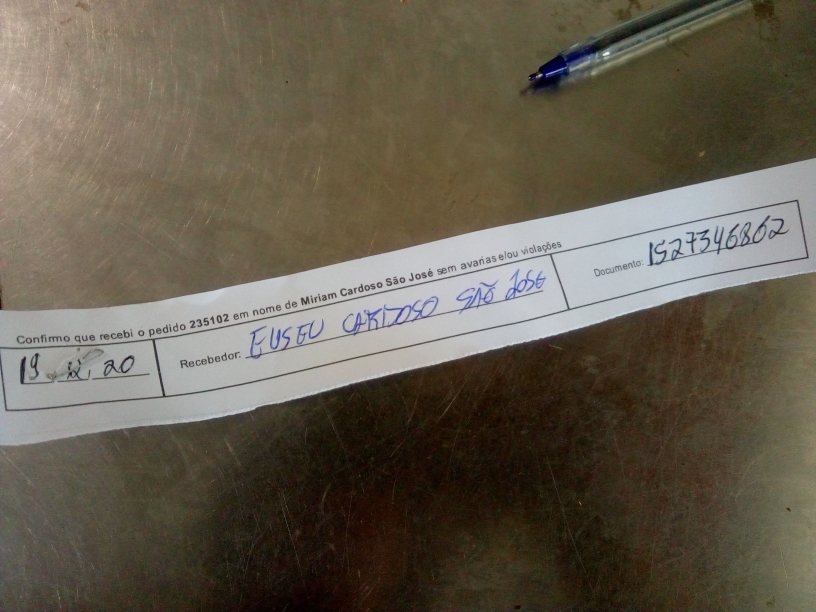 Confirmo que recebi o pedido 235102 em nome de Miriam Cardoso São José sem avarias e/ou violações
19 12 20
Recebedor: ELISEU CARDOSO SÃO JOSÉ
Documento: 1527346862